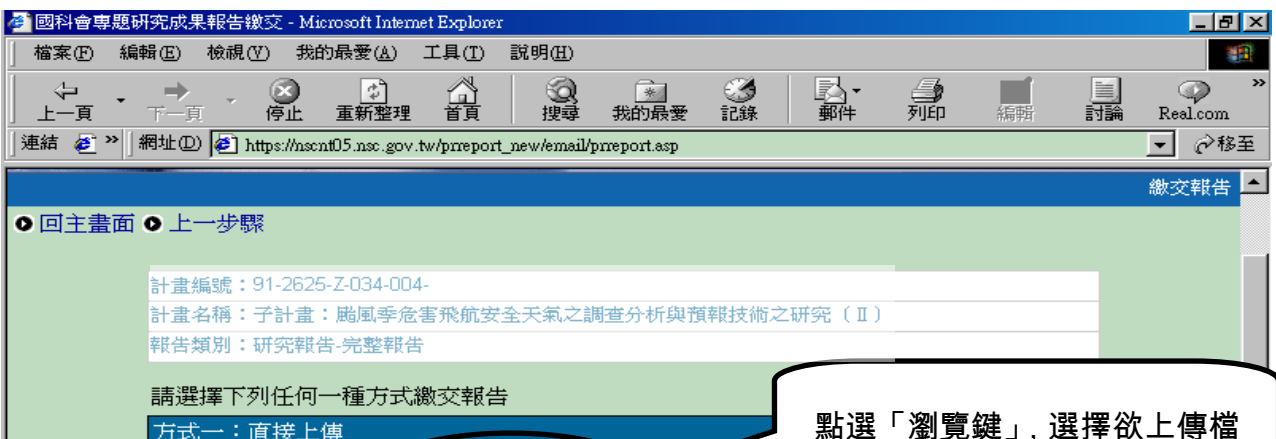 國科會專題研究成果報告繳交 - Microsoft Internet Explorer
檔案(F) 編輯(E) 檢視(V) 我的最愛(A) 工具(T) 說明(H)
上一頁 下一頁 停止 重新整理 首頁 搜尋 我的最愛 記錄 郵件 列印 編輯 討論 Real.com »
連結 » 網址(D) https://nscnt05.nsc.gov.tw/prreport_new/email/prreport.asp 移至
繳交報告
回主畫面 上一步驟
計畫編號：91-2625-Z-034-004-
計畫名稱：子計畫：颱風季危害飛航安全天氣之調查分析與預報技術之研究（Ⅱ）
報告類別：研究報告-完整報告
請選擇下列任何一種方式繳交報告
方式一：直接上傳
點選「瀏覽鍵」, 選擇欲上傳檔